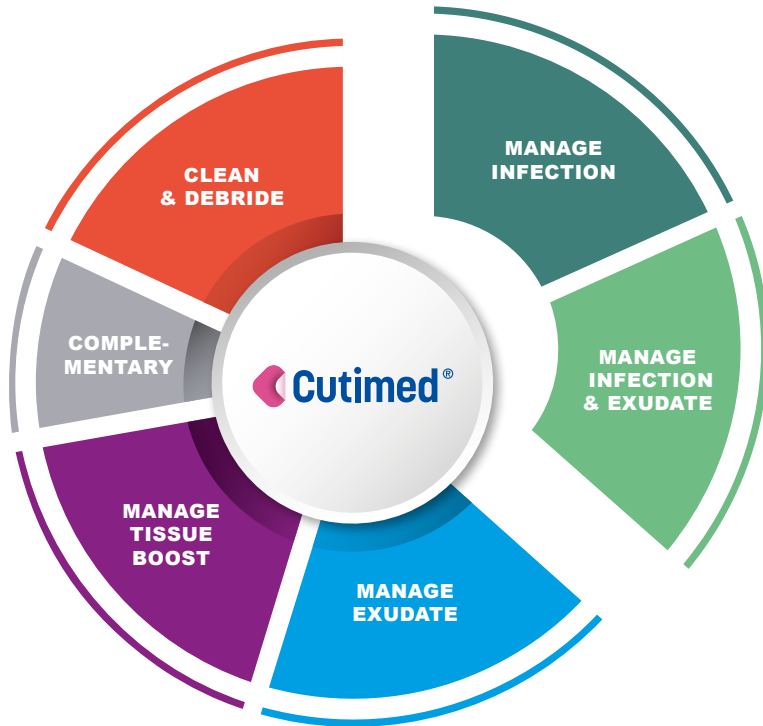 CLEAN
& DEBRIDE
MANAGE
INFECTION
COMPLE-
MENTARY
Cutimed®
MANAGE
INFECTION
& EXUDATE
MANAGE
TISSUE
BOOST
MANAGE
EXUDATE